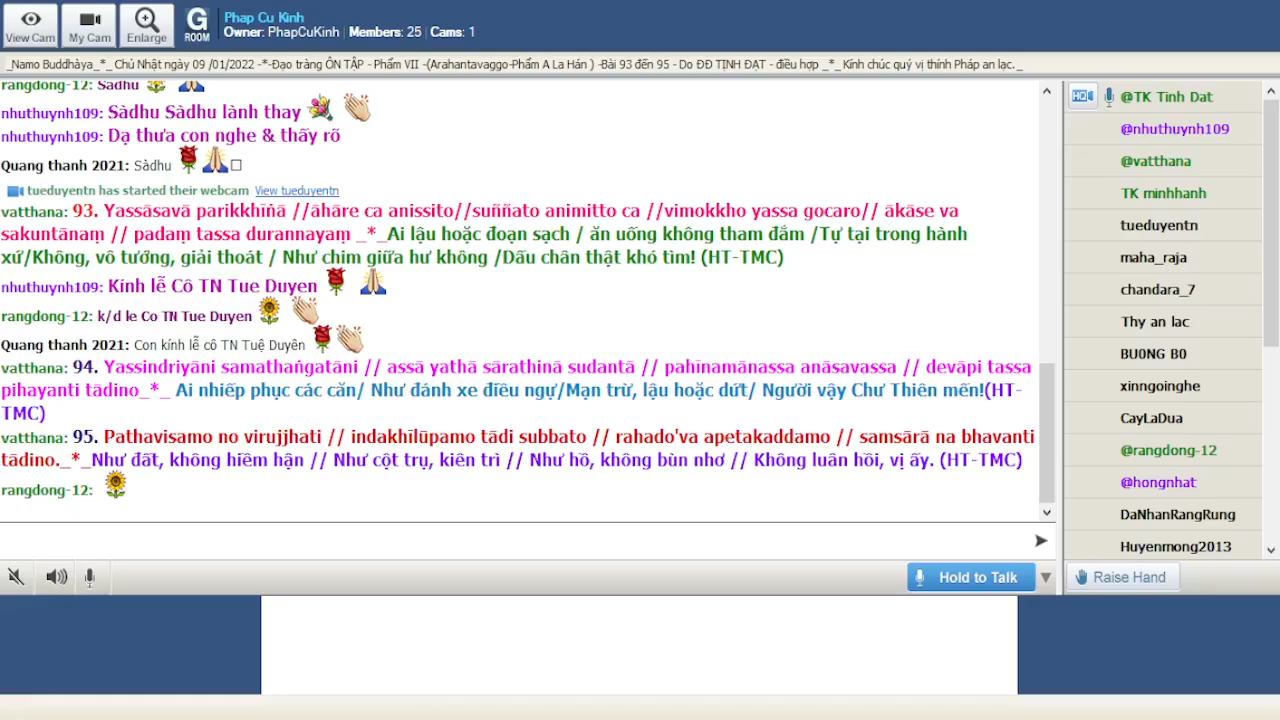 View Cam
My Cam
Enlarge
G
ROOM
Phap Cu Kinh
Owner: PhapCuKinh | Members: 25 | Cams: 1
_Namo Buddhàya_*_ Chủ Nhật ngày 09 /01/2022 -*-Đạo tràng ÔN TẬP - Phẩm VII -(Arahantavaggo-Phẩm A La Hán ) -Bài 93 đến 95 - Do ĐĐ TỊNH ĐẠT - điều hợp _*_ Kính chúc quý vị thính Pháp an lạc._
rangdong-12: Sadhu
nhuthuynh109: Sàdhu Sàdhu lành thay
nhuthuynh109: Dạ thưa con nghe & thấy rõ
Quang thanh 2021: Sàdhu
tueduyentn has started their webcam View tueduyentn
vatthana: 93. Yassāsavā parikkhīṅā //āhāre ca anissito//suññato animitto ca //vimokkho yassa gocaro// ākāse va
sakuntānaṃ // padaṃ tassa durannayaṃ _*_Ai lậu hoặc đoạn sạch / ăn uống không tham đắm /Tự tại trong hành
xứ/Không, vô tướng, giải thoát / Như chim giữa hư không /Dấu chân thật khó tìm! (HT-TMC)
nhuthuynh109: Kính lễ Cô TN Tue Duyen
rangdong-12: k/d le Co TN Tue Duyen
Quang thanh 2021: Con kính lễ cô TN Tuệ Duyên
vatthana: 94. Yassindriyāni samathaṅgatāni // assā yathā sārathinā sudantā // pahīnamānassa anāsavassa // devāpi tassa
pihayanti tādino_*_ Ai nhiếp phục các căn/ Như đánh xe điều ngự/Mạn trừ, lậu hoặc dứt/ Người vậy Chư Thiên mến!(HT-
TMC)
vatthana: 95. Pathavisamo no virujjhati // indakhīlūpamo tādi subbato // rahado'va apetakaddamo // samsārā na bhavanti
tādino._*_Như đất, không hiềm hận // Như cột trụ, kiên trì // Như hồ, không bùn nhơ // Không luân hồi, vị ấy. (HT-TMC)
rangdong-12:
Hold to Talk
HQ
@TK Tinh Dat
@nhuthuynh109
@vatthana
TK minhhanh
tueduyentn
maha_raja
chandara_7
Thy an lac
BU0NG B0
xinngoinghe
CayLaDua
@rangdong-12
@hongnhat
DaNhanRangRung
Huyenmong2013
Raise Hand